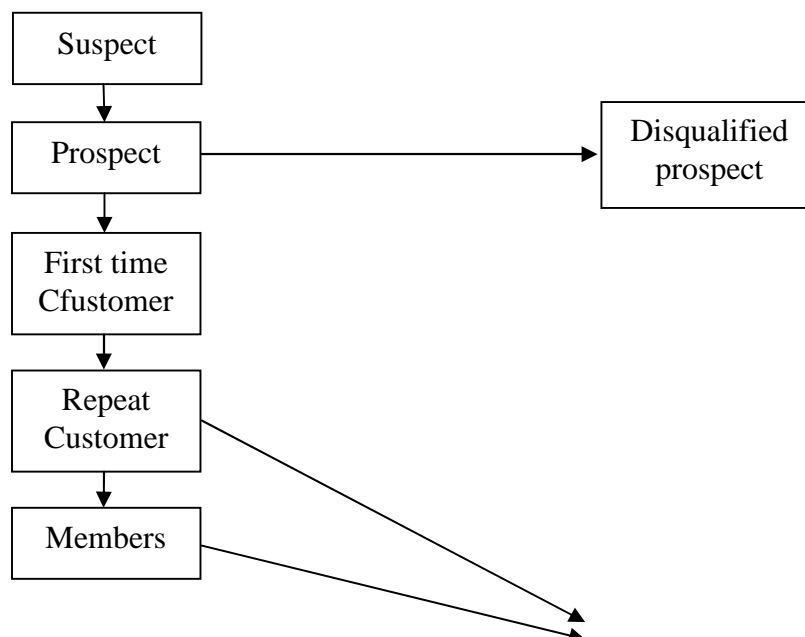 Suspect
Prospect
Disqualified
prospect
First time
Cfustomer
Repeat
Customer
Members